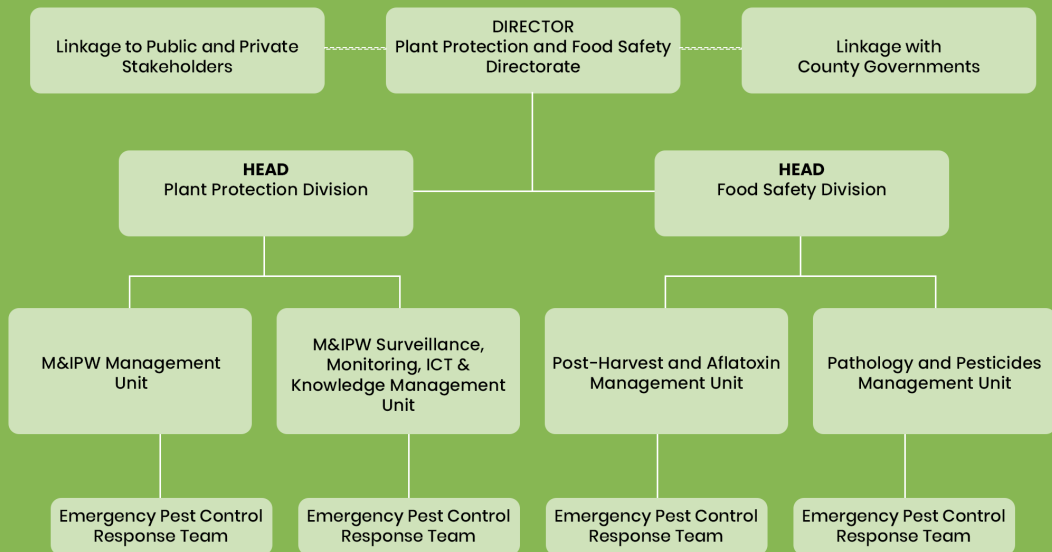 Linkage to Public and Private
Stakeholders
DIRECTOR
Plant Protection and Food Safety
Directorate
Linkage with
County Governments
HEAD
Plant Protection Division
HEAD
Food Safety Division
M&IPW Management
Unit
M&IPW Surveillance,
Monitoring, ICT &
Knowledge Management
Unit
Post-Harvest and Aflatoxin
Management Unit
Pathology and Pesticides
Management Unit
Emergency Pest Control
Response Team
Emergency Pest Control
Response Team
Emergency Pest Control
Response Team
Emergency Pest Control
Response Team